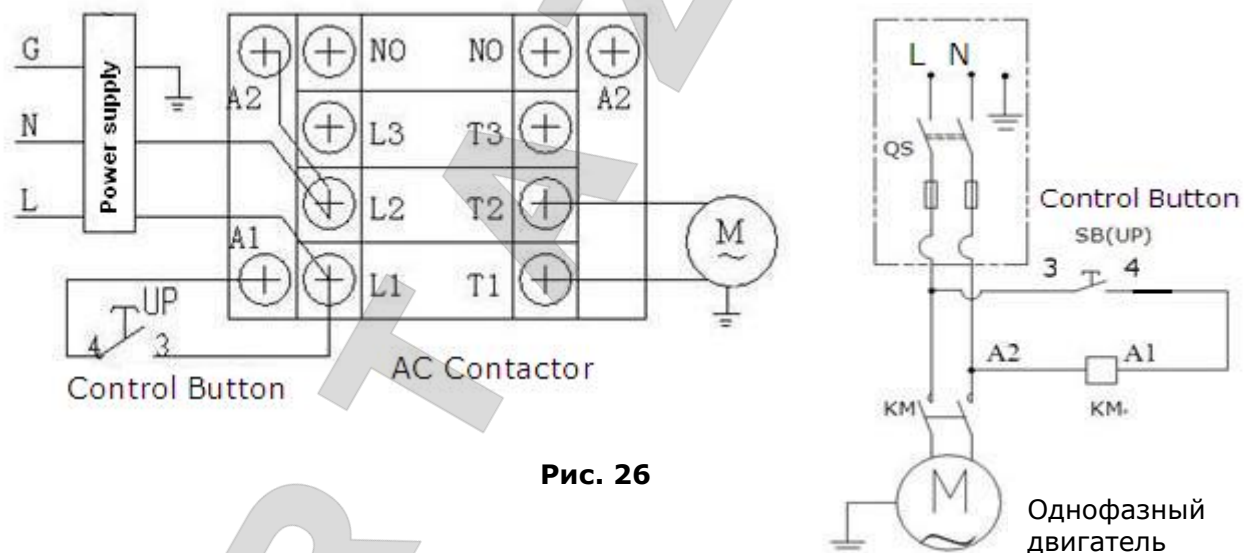 G
N
L
Power supply
A2
NO
NO
A2
L3
T3
L2
T2
A1
L1
T1
M
~
UP
4
3
Control Button
AC Contactor
Рис. 26
L N
QS
Control Button
SB(UP)
3
4
A2
A1
KM
KM.
M
Однофазный
двигатель